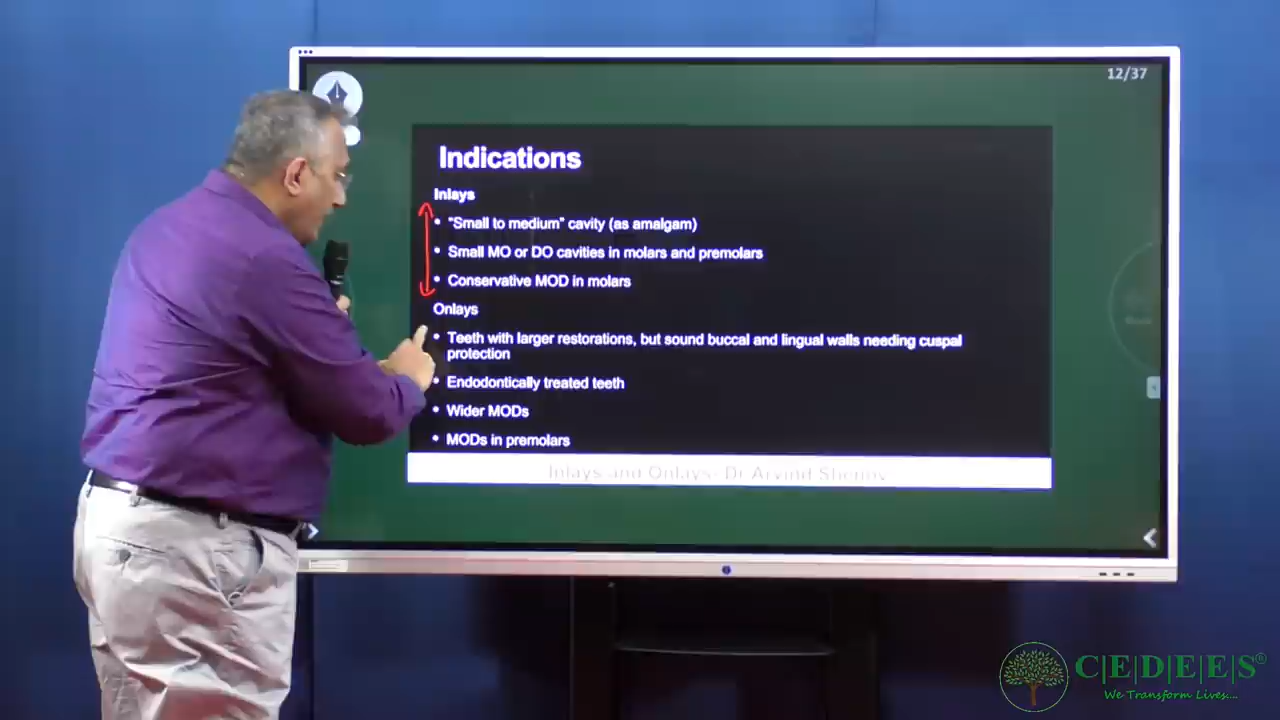 12/37
Indications
Inlays
• "Small to medium" cavity (as amalgam)
• Small MO or DO cavities in molars and premolars
• Conservative MOD in molars
Onlays
• Teeth with larger restorations, but sound buccal and lingual walls needing cuspal
protection
• Endodontically treated teeth
• Wider MODs
• MODs in premolars
Inlays and Onlays- Dr Arvind Shenoy
C|E|D|E|E|S®
We Transform Lives...